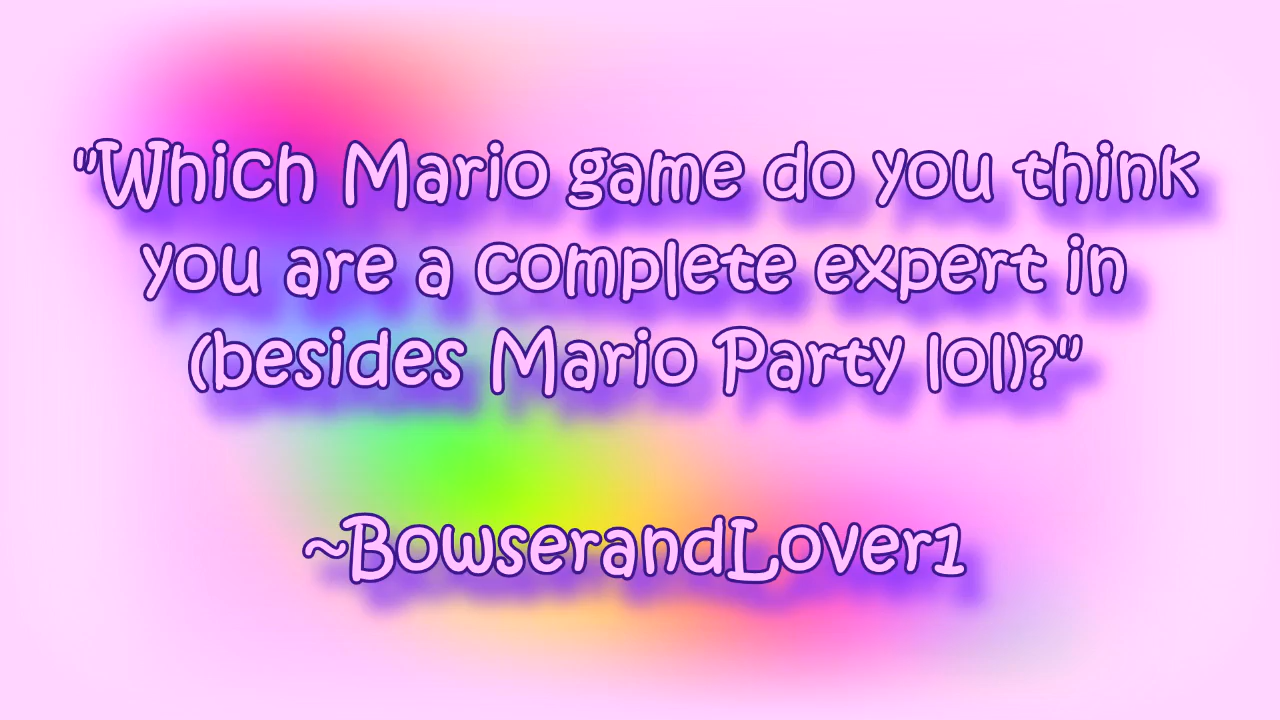 "Which Mario game do you think
you are a complete expert in
(besides Mario Party lol)?"
~BowserandLover1